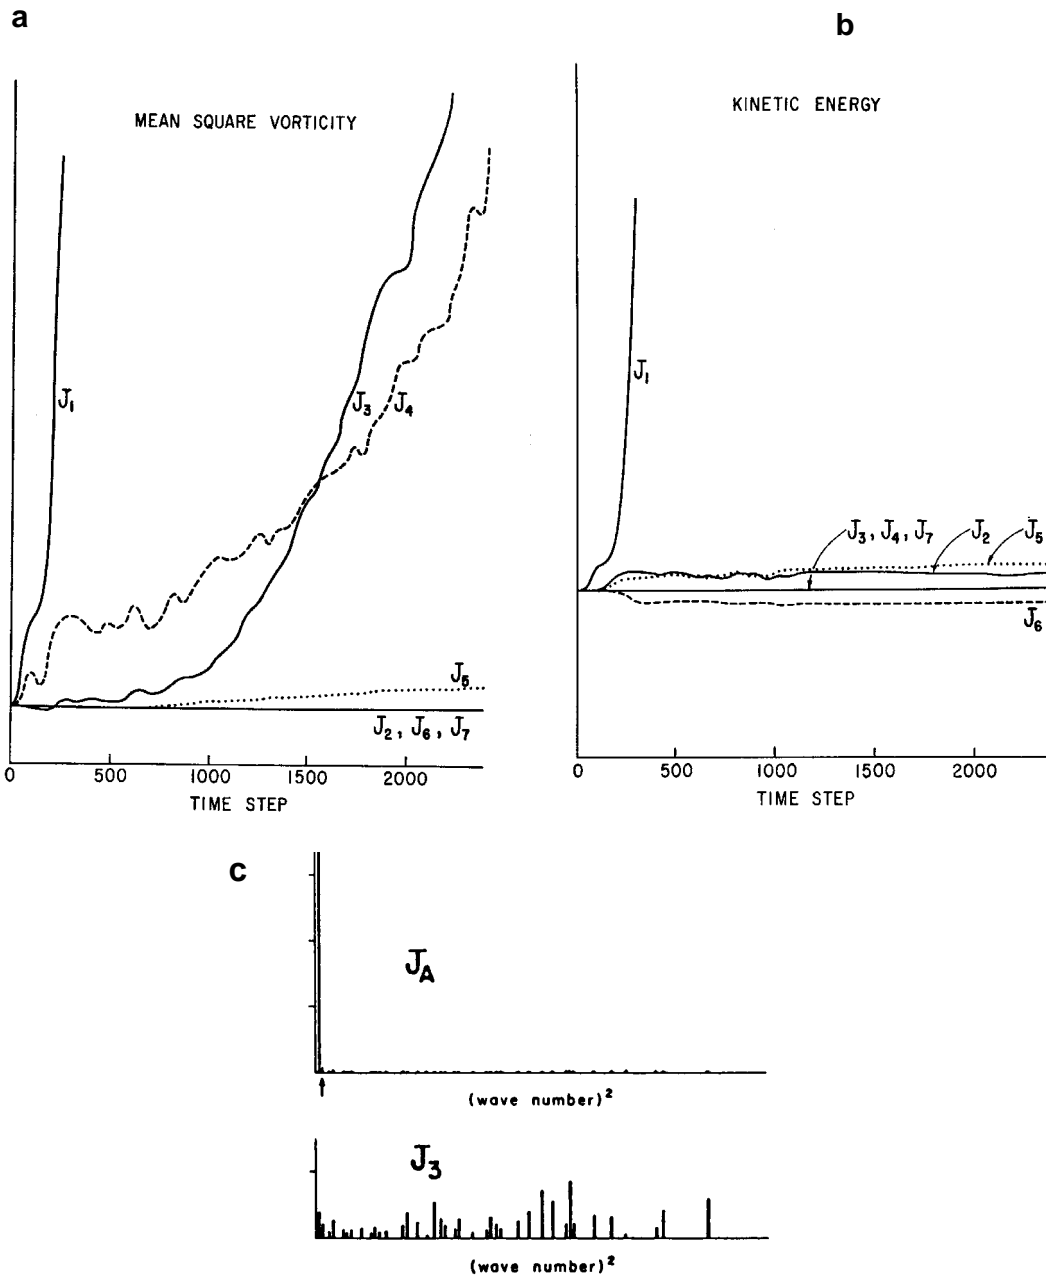 a
MEAN SQUARE VORTICITY
J₁
J₃
J₄
J₅
J₂, J₆, J₇
0 500 1000 1500 2000
TIME STEP
b
KINETIC ENERGY
J₁
J₃, J₄, J₇ J₂ J₅
J₆
0 500 1000 1500 2000
TIME STEP
c
J_A
(wave number)²
J₃
(wave number)²